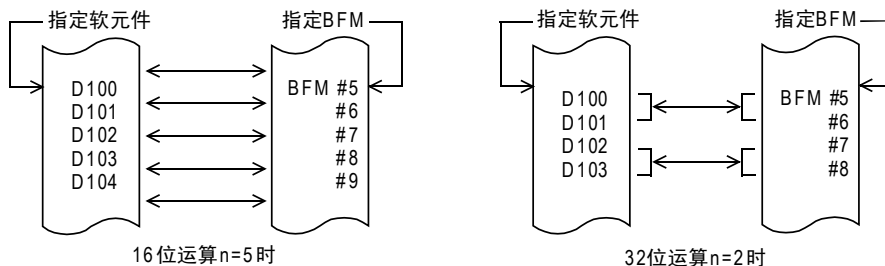 指定软元件
指定BFM
D100
D101
D102
D103
D104
BFM #5
#6
#7
#8
#9
16位运算n=5时
指定软元件
指定BFM
D100
D101
D102
D103
BFM #5
#6
#7
#8
32位运算n=2时